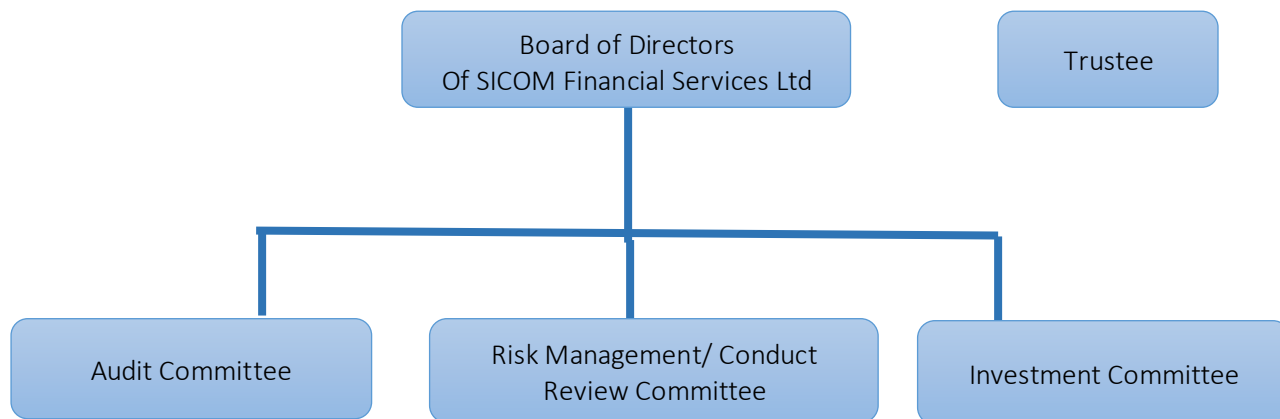 Board of Directors
Of SICOM Financial Services Ltd
Trustee
Audit Committee
Risk Management/ Conduct
Review Committee
Investment Committee